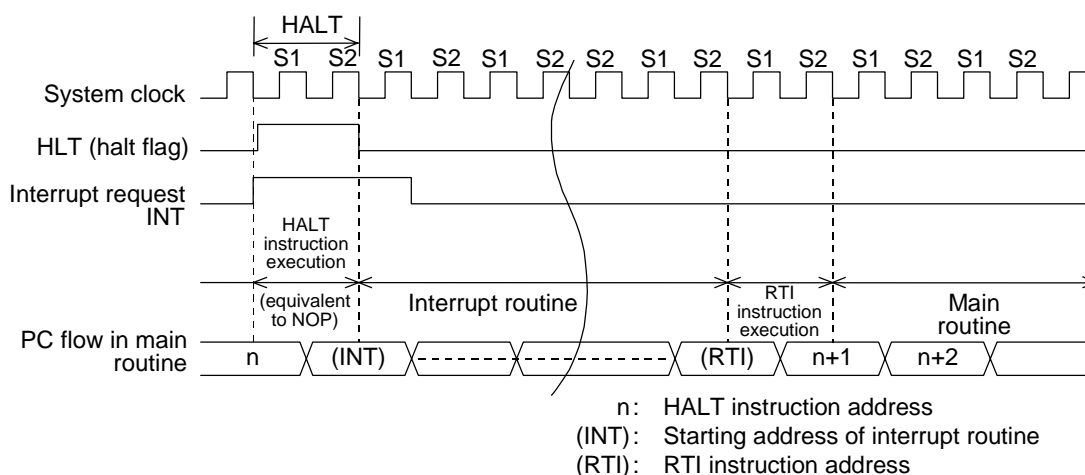 HALT
S1 S2 S1 S2 S1 S2 S2 S1 S2 S1 S2 S1 S2 S1 S2
System clock
HLT (halt flag)
Interrupt request
INT
HALT
instruction
execution
(equivalent
to NOP)
Interrupt routine
RTI
instruction
execution
Main
routine
PC flow in main
routine
n (INT) (RTI) n+1 n+2
n: HALT instruction address
(INT): Starting address of interrupt routine
(RTI): RTI instruction address